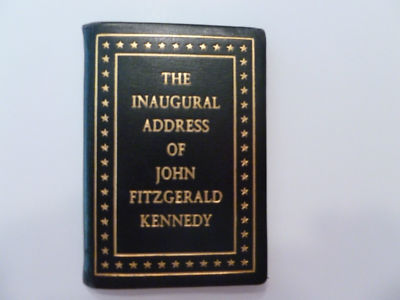 THE
INAUGURAL
ADDRESS
OF
JOHN
FITZGERALD
KENNEDY